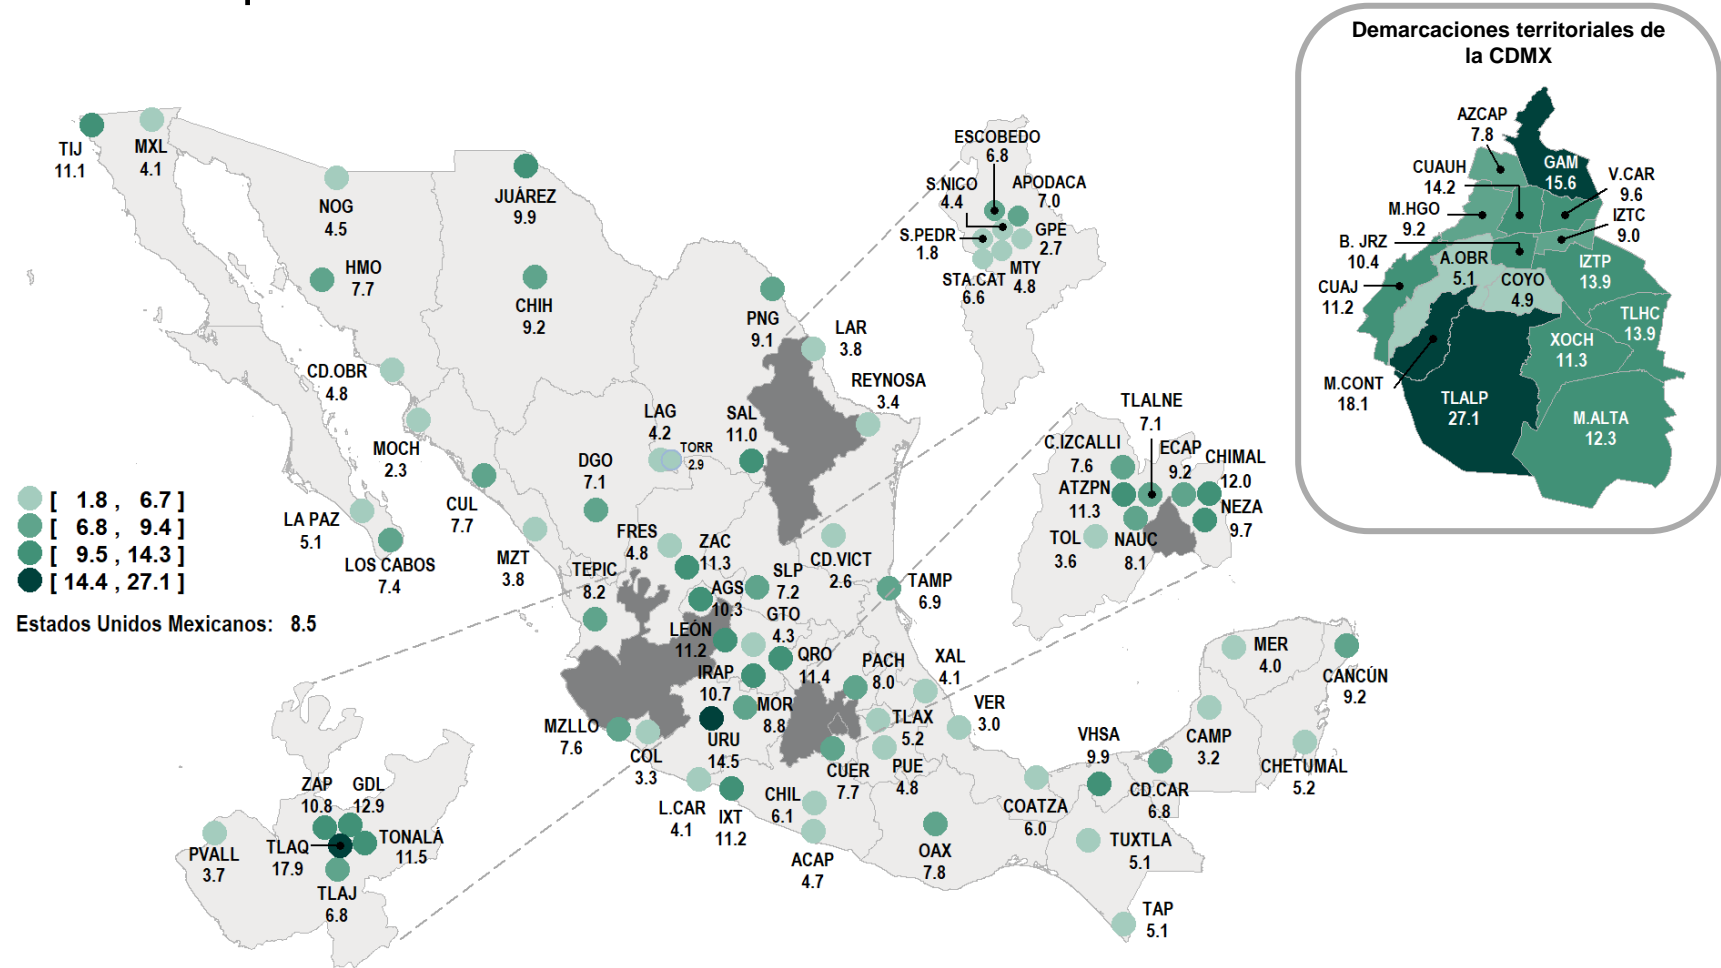 Demarcaciones territoriales de
la CDMX
AZCAP
7.8
CUAUH
14.2
GAM
15.6
V.CAR
9.6
M.HGO
9.2
IZTC
9.0
B. JRZ
10.4
A.OBR
5.1
COYO
4.9
IZTP
13.9
CUAJ
11.2
TLHC
13.9
XOCH
11.3
M.CONT
18.1
TLALP
27.1
M.ALTA
12.3
TIJ
11.1
MXL
4.1
NOG
4.5
HMO
7.7
JUÁREZ
9.9
CHIH
9.2
CD.OBR
4.8
MOCH
2.3
PNG
9.1
LAR
3.8
REYNOSA
3.4
ESCOBEDO
6.8
S.NICO
4.4
APODACA
7.0
S.PEDR
1.8
GPE
2.7
MTY
4.8
STA.CAT
6.6
LAG
4.2
TORR
2.9
SAL
11.0
DGO
7.1
CUL
7.7
LA PAZ
5.1
LOS CABOS
7.4
MZT
3.8
FRES
4.8
ZAC
11.3
TEPIC
8.2
AGS
10.3
SLP
7.2
CD.VICT
2.6
TAMP
6.9
GTO
4.3
LEÓN
11.2
IRAP
10.7
QRO
11.4
PACH
8.0
XAL
4.1
MOR
8.8
MZLLO
7.6
COL
3.3
URU
14.5
L.CAR
4.1
IXT
11.2
CHIL
6.1
ACAP
4.7
CUER
7.7
TLAX
5.2
PUE
4.8
VER
3.0
OAX
7.8
COATZA
6.0
VHSA
9.9
CD.CAR
6.8
TUXTLA
5.1
TAP
5.1
CAMP
3.2
MER
4.0
CANCÚN
9.2
CHETUMAL
5.2
TLALNE
7.1
C.IZCALLI
7.6
ECAP
9.2
CHIMAL
12.0
ATZPN
11.3
NEZA
9.7
TOL
3.6
NAUC
8.1
ZAP
10.8
GDL
12.9
TONALÁ
11.5
PVALL
3.7
TLAQ
17.9
TLAJ
6.8
[ 1.8 , 6.7 ]
[ 6.8 , 9.4 ]
[ 9.5 , 14.3 ]
[ 14.4 , 27.1 ]
Estados Unidos Mexicanos: 8.5